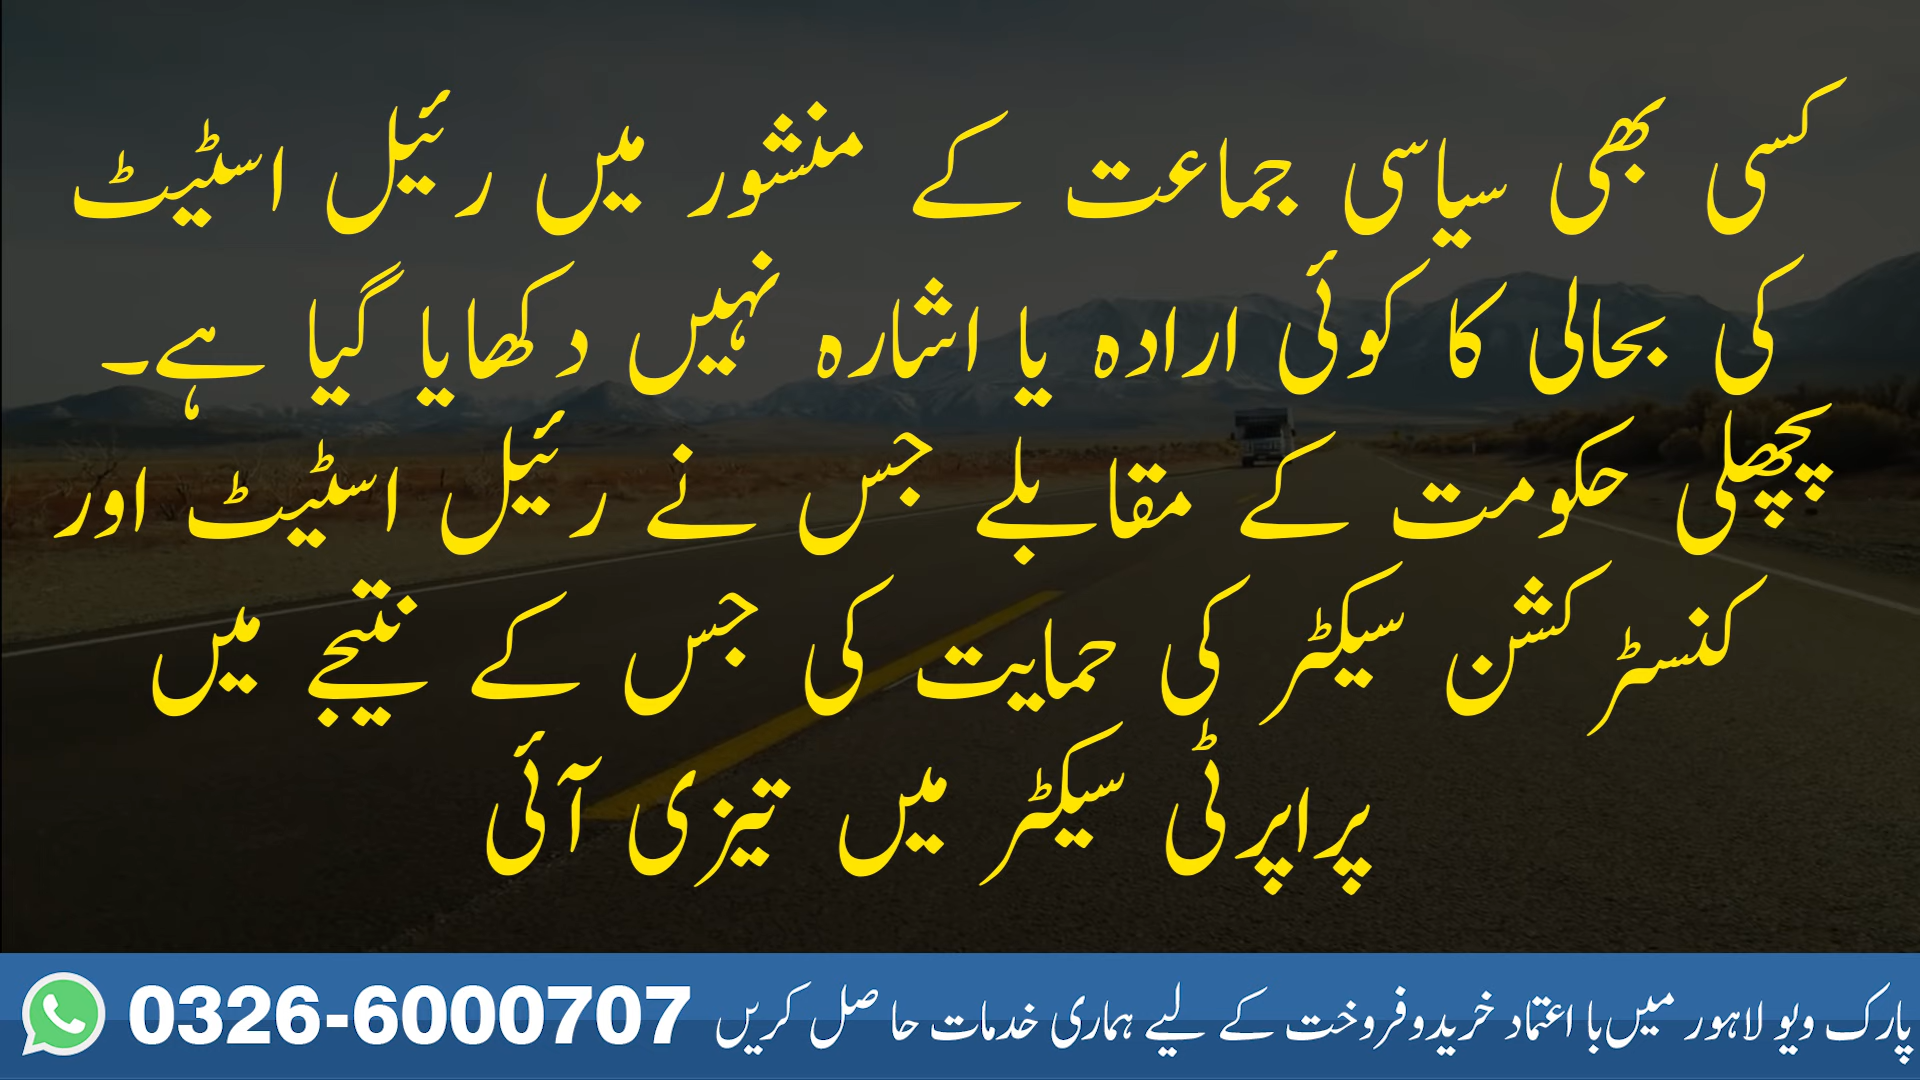 کسی بھی سیاسی جماعت کے منشور میں رئیل اسٹیٹ
کی بحالی کا کوئی ارادہ یا اشارہ نہیں دکھایا گیا ہے۔
پچھلی حکومت کے مقابلے جس نے رئیل اسٹیٹ اور
کنسٹرکشن سیکٹر کی حمایت کی جس کے نتیجے میں
پراپرٹی سیکٹر میں تیزی آئی
پارک ویو لاہور میں با اعتماد خریدوفروخت کے لیے ہماری خدمات حاصل کریں 0326-6000707